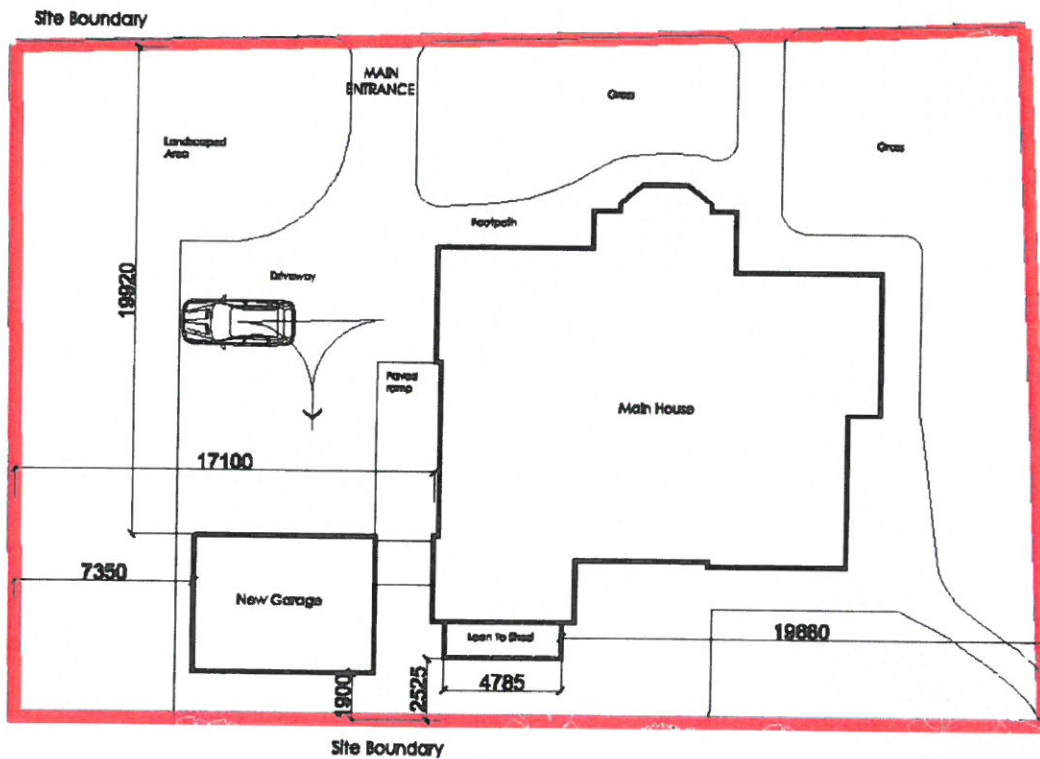 Site Boundary
MAIN
ENTRANCE
Grass
Landscaped
Area
Grass
Footpath
Driveway
19920
Paved
ramp
Main House
17100
7350
New Garage
Lean To Shed
19880
4785
1900
2525
Site Boundary